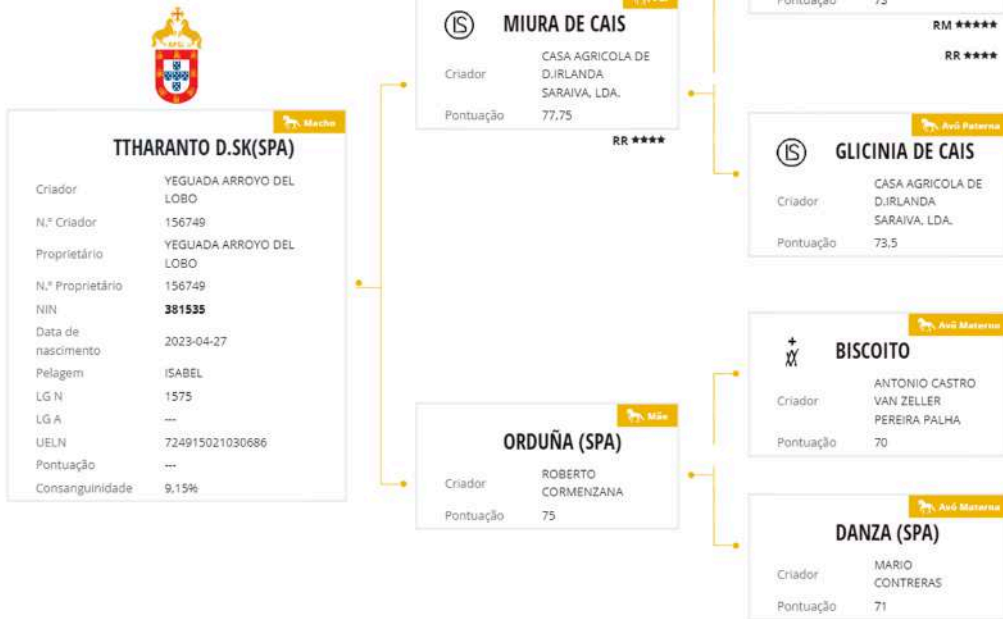 Macho
TTHARANTO D.SK(SPA)
Criador YEGUADA ARROYO DEL
LOBO
N.º Criador 156749
Proprietário YEGUADA ARROYO DEL
LOBO
N.º Proprietário 156749
NIN 381535
Data de
nascimento 2023-04-27
Pelagem ISABEL
LG N 1575
LG A ---
UELN 724915021030686
Pontuação ---
Consanguinidade 9,15%
MIURA DE CAIS
Criador CASA AGRICOLA DE
D.IRLANDA
SARAIVA, LDA.
Pontuação 77,75
RR ★★★★
Mãe
ORDUÑA (SPA)
Criador ROBERTO
CORMENZANA
Pontuação 75
Pontuação 73
RM ★★★★★
RR ★★★★
Avó Paterna
GLICINIA DE CAIS
Criador CASA AGRICOLA DE
D.IRLANDA
SARAIVA, LDA.
Pontuação 73,5
Avô Materno
BISCOITO
Criador ANTONIO CASTRO
VAN ZELLER
PEREIRA PALHA
Pontuação 70
Avó Materna
DANZA (SPA)
Criador MARIO
CONTRERAS
Pontuação 71